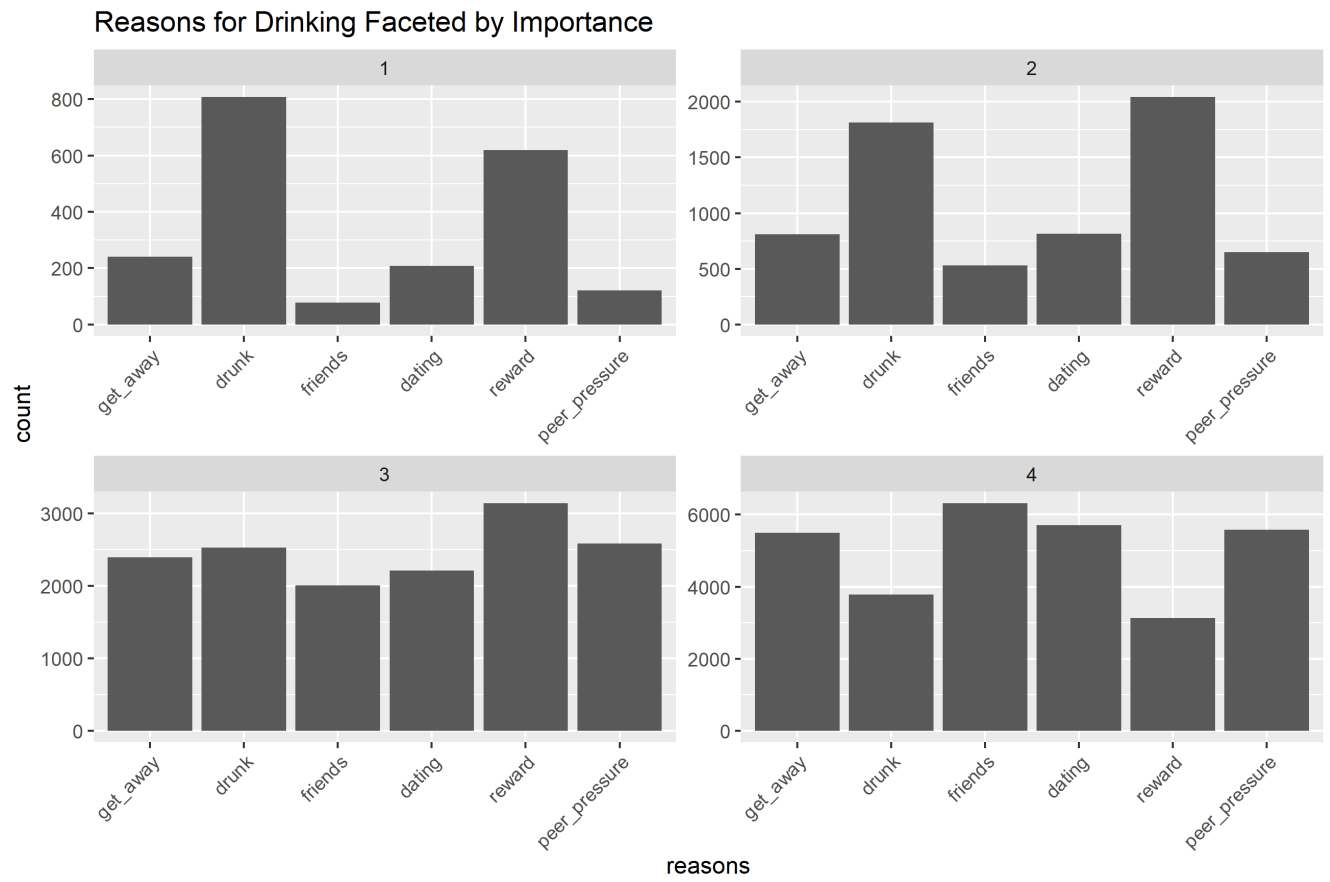 Reasons for Drinking Faceted by Importance
1
800
600
400
200
0
get_away
drunk
friends
dating
reward
peer_pressure
2
2000
1500
1000
500
0
get_away
drunk
friends
dating
reward
peer_pressure
count
3
3000
2000
1000
0
get_away
drunk
friends
dating
reward
peer_pressure
4
6000
4000
2000
0
get_away
drunk
friends
dating
reward
peer_pressure
reasons